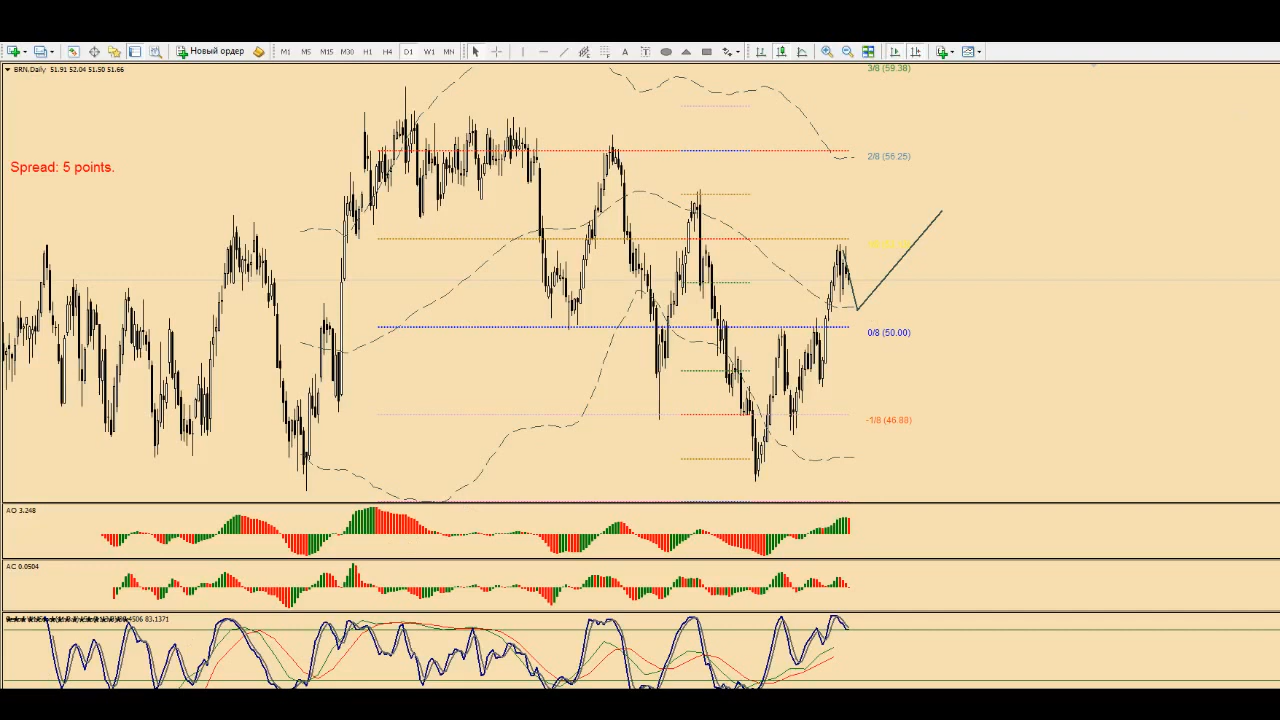 Новый ордер
M1 M5 M15 M30 H1 H4 D1 W1 MN
A T
BRN.Daily 51.91 52.04 51.50 51.66
3/8 (59.38)
Spread: 5 points.
2/8 (56.25)
0/8 (50.00)
-1/8 (46.88)
AO 3.248
AC 0.0504
83.1371